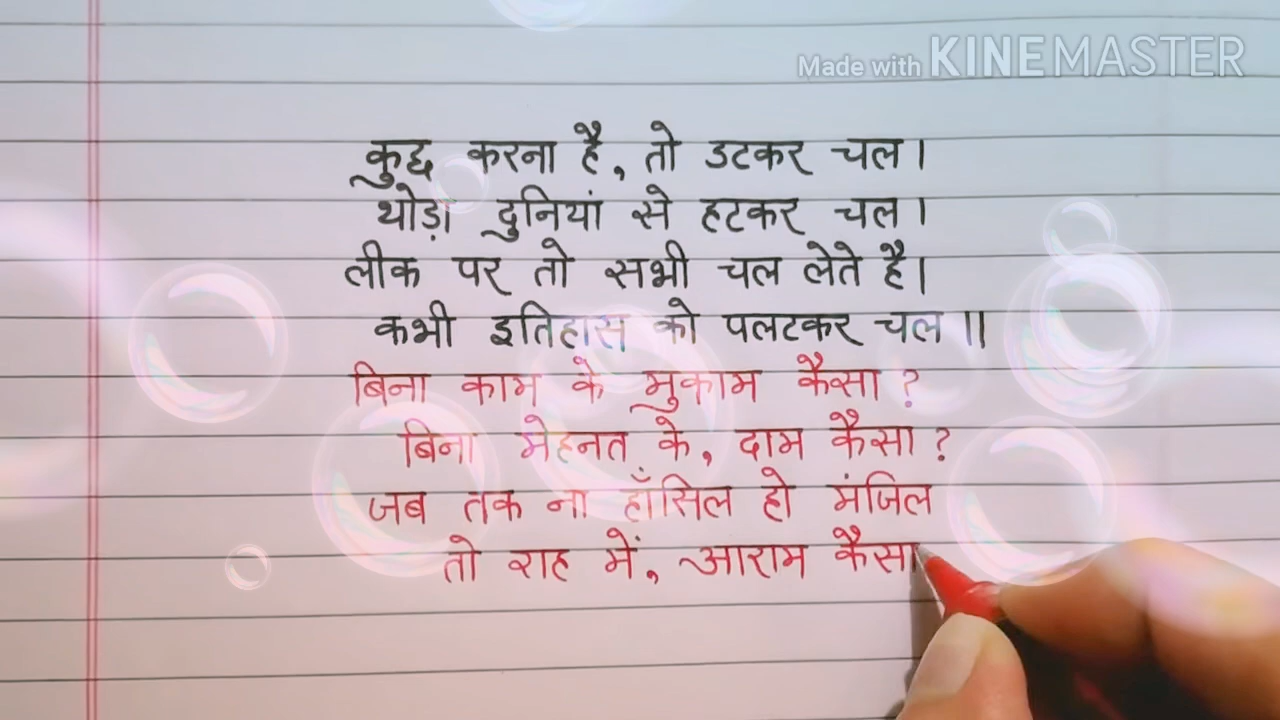 Made with KINEMASTER
कुछ करना है, तो डटकर चल।
थोड़ा दुनियां से हटकर चल।
लीक पर तो सभी चल लेते है।
कभी इतिहास को पलटकर चल॥
बिना काम के मुकाम कैसा?
बिना मेहनत के, दाम कैसा?
जब तक ना हाँसिल हो मंजिल
तो राह में, आराम कैसा